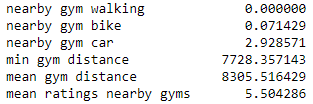 nearby gym walking 0.000000
nearby gym bike 0.071429
nearby gym car 2.928571
min gym distance 7728.357143
mean gym distance 8305.516429
mean ratings nearby gyms 5.504286